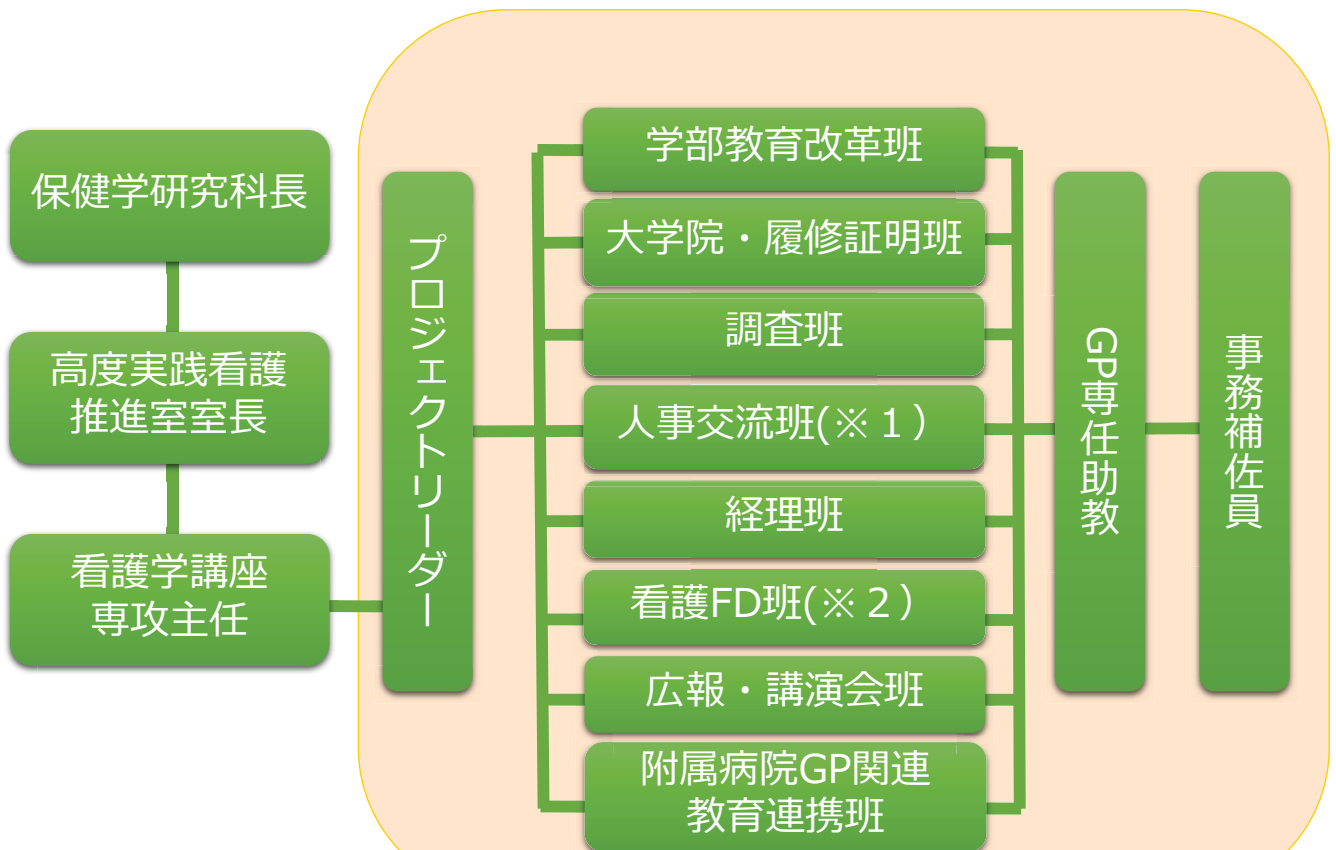 保健学研究科長
高度実践看護
推進室室長
看護学講座
専攻主任
プロジェクトリーダー
学部教育改革班
大学院・履修証明班
調査班
人事交流班(※１）
経理班
看護FD班(※２）
広報・講演会班
附属病院GP関連
教育連携班
GP専任助教
事務補佐員